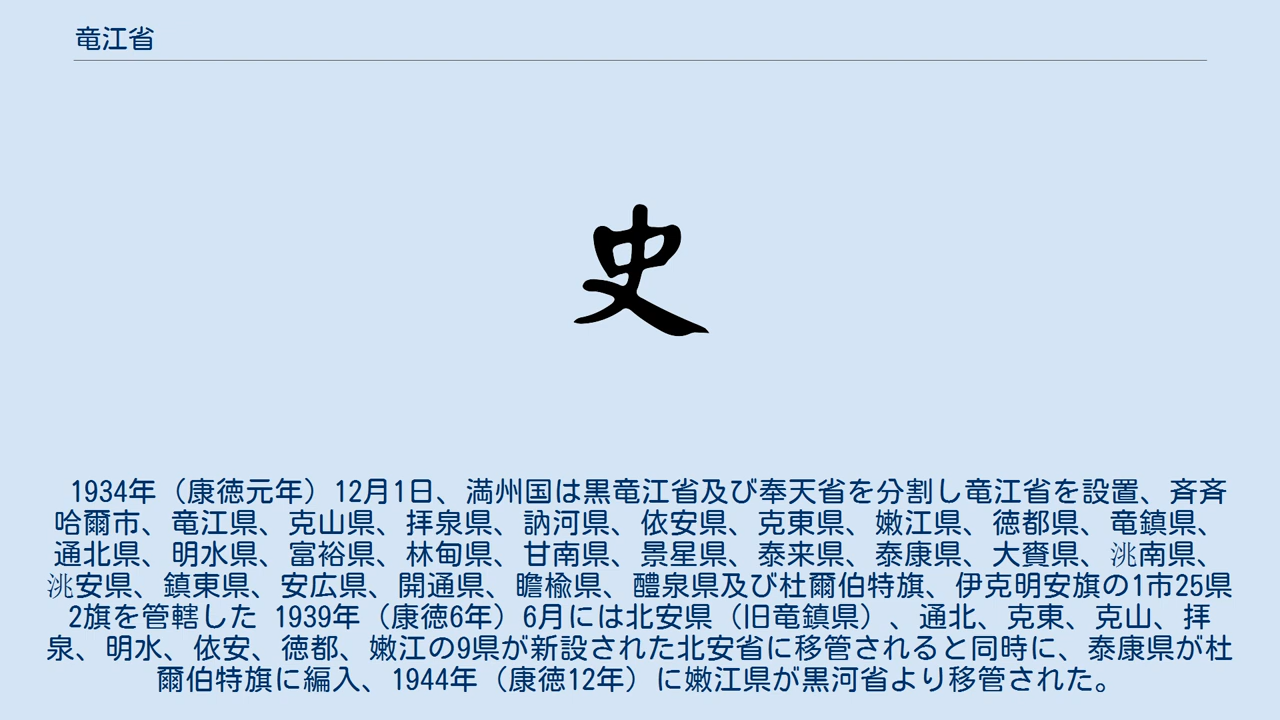 竜江省
史
1934年（康徳元年）12月1日、満州国は黒竜江省及び奉天省を分割し竜江省を設置、斉斉
哈爾市、竜江県、克山県、拝泉県、訥河県、依安県、克東県、嫩江県、徳都県、竜鎮県、
通北県、明水県、富裕県、林甸県、甘南県、景星県、泰来県、泰康県、大賚県、洮南県、
洮安県、鎮東県、安広県、開通県、瞻楡県、醴泉県及び杜爾伯特旗、伊克明安旗の1市25県
2旗を管轄した 1939年（康徳6年）6月には北安県（旧竜鎮県）、通北、克東、克山、拝
泉、明水、依安、徳都、嫩江の9県が新設された北安省に移管されると同時に、泰康県が杜
爾伯特旗に編入、1944年（康徳12年）に嫩江県が黒河省より移管された。